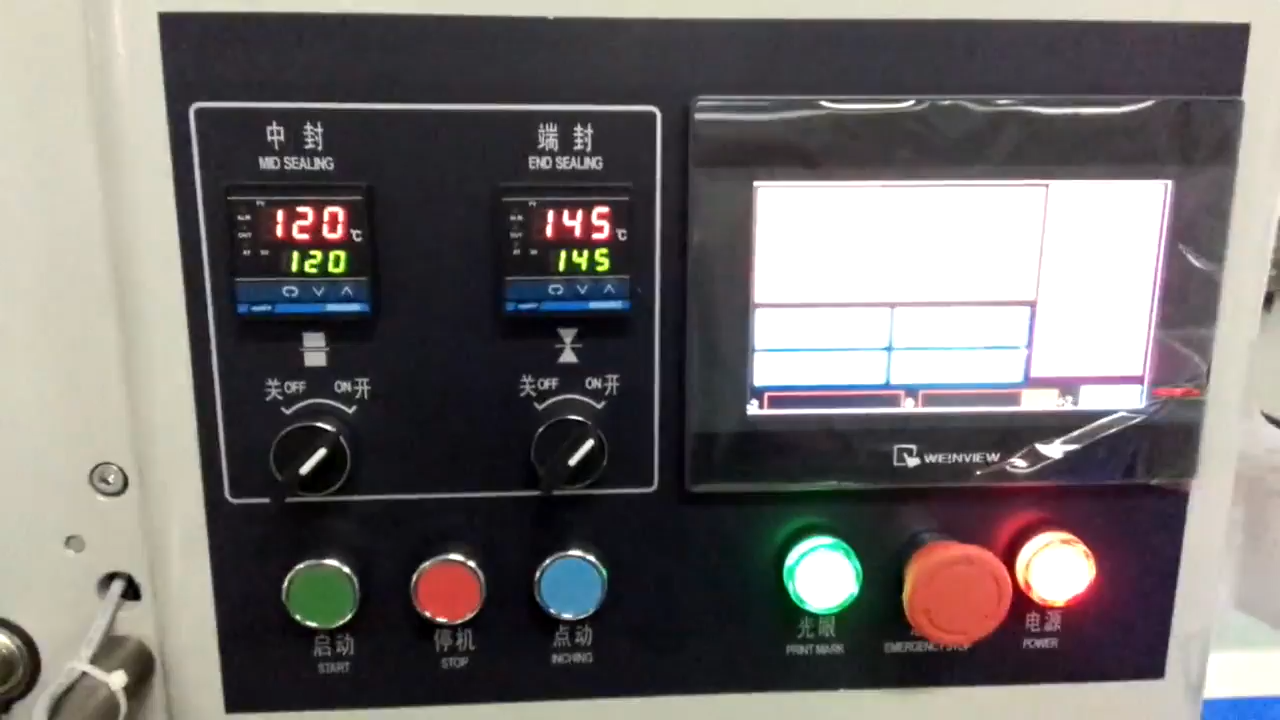 中封
MID SEALING
端封
END SEALING
120
℃
120
145
℃
145
关OFF ON开
关OFF ON开
WEINVIEW
启动
START
停机
STOP
点动
INCHING
光眼
PRINT MARK
EMERGENCY STOP
电源
POWER